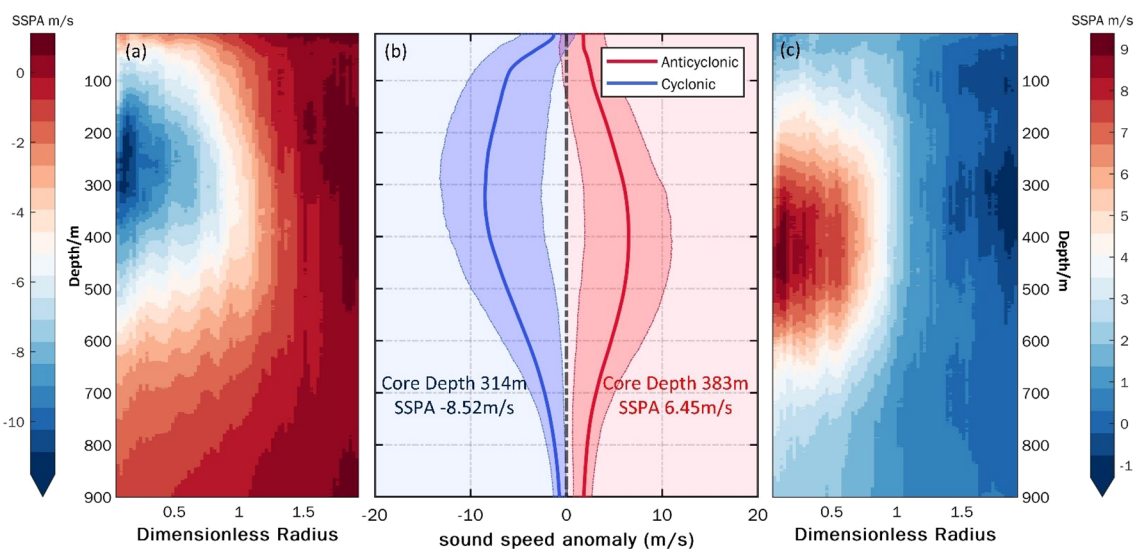 SSPA m/s
0
-2
-4
-6
-8
-10
(a)
100
200
300
400
500
600
700
800
900
Depth/m
0.5
1
1.5
Dimensionless Radius
(b)
Anticyclonic
Cyclonic
Core Depth 314m
SSPA -8.52m/s
Core Depth 383m
SSPA 6.45m/s
-20
-10
0
10
20
sound speed anomaly (m/s)
(c)
0.5
1
1.5
Dimensionless Radius
100
200
300
400
500
600
700
800
900
Depth/m
SSPA m/s
9
8
7
6
5
4
3
2
1
0
-1